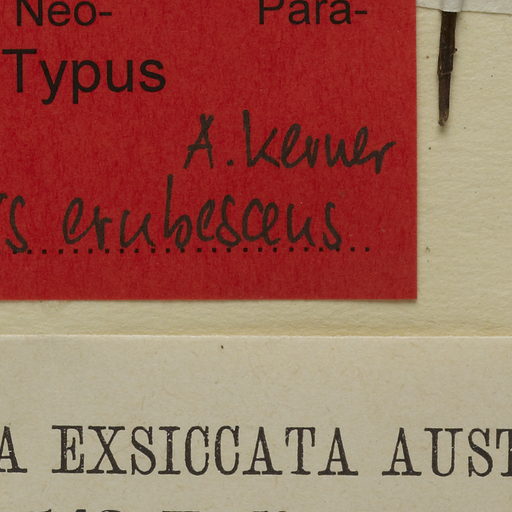 Neo- Para-
Typus
A. Kerner
s erubescens
A EXSICCATA AUST